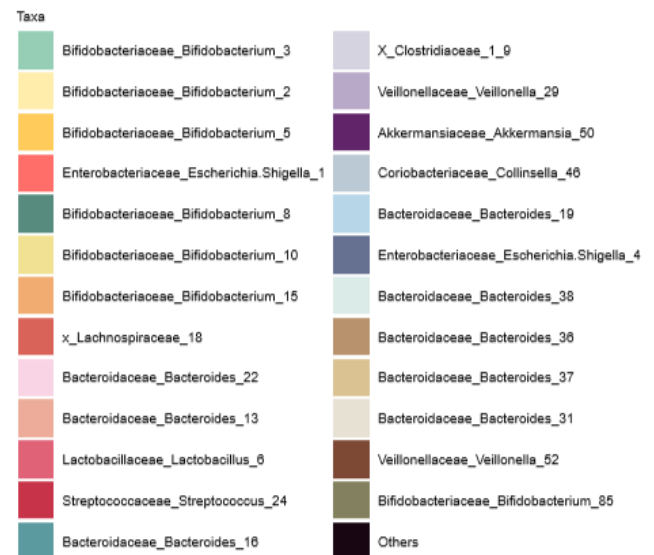 Taxa
Bifidobacteriaceae_Bifidobacterium_3
Bifidobacteriaceae_Bifidobacterium_2
Bifidobacteriaceae_Bifidobacterium_5
Enterobacteriaceae_Escherichia.Shigella_1
Bifidobacteriaceae_Bifidobacterium_8
Bifidobacteriaceae_Bifidobacterium_10
Bifidobacteriaceae_Bifidobacterium_15
x_Lachnospiraceae_18
Bacteroidaceae_Bacteroides_22
Bacteroidaceae_Bacteroides_13
Lactobacillaceae_Lactobacillus_6
Streptococcaceae_Streptococcus_24
Bacteroidaceae_Bacteroides_16
X_Clostridiaceae_1_9
Veillonellaceae_Veillonella_29
Akkermansiaceae_Akkermansia_50
Coriobacteriaceae_Collinsella_46
Bacteroidaceae_Bacteroides_19
Enterobacteriaceae_Escherichia.Shigella_4
Bacteroidaceae_Bacteroides_38
Bacteroidaceae_Bacteroides_36
Bacteroidaceae_Bacteroides_37
Bacteroidaceae_Bacteroides_31
Veillonellaceae_Veillonella_52
Bifidobacteriaceae_Bifidobacterium_85
Others